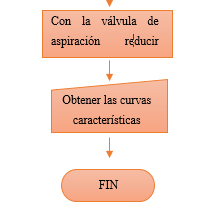 Con la válvula de
aspiración reducir
Obtener las curvas
características
FIN